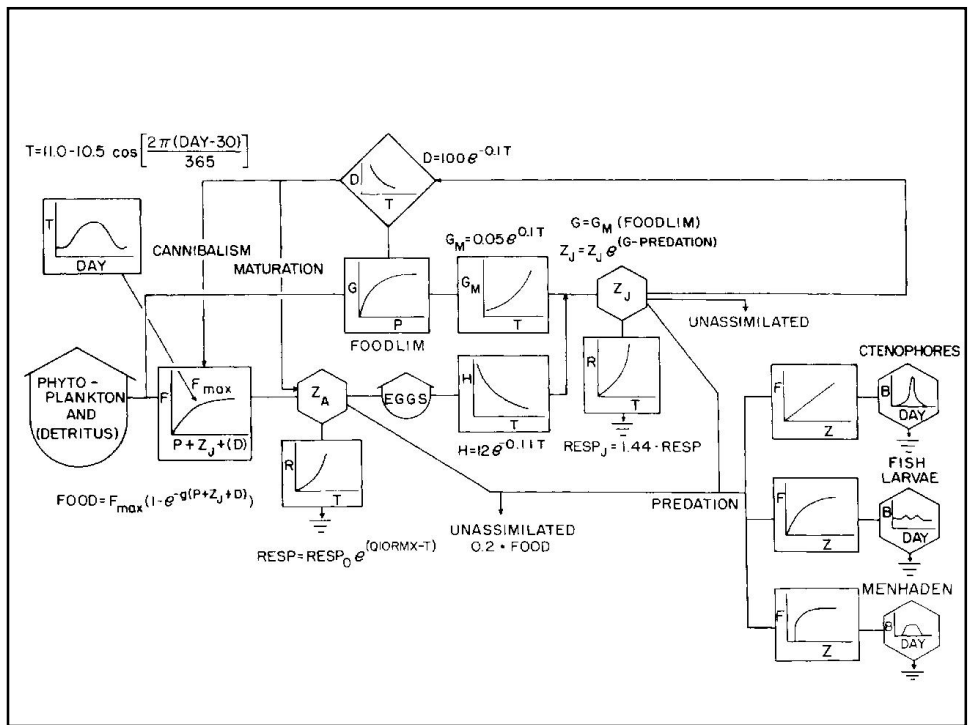 T=11.0-10.5 cos[2π(DAY-30)/365]
D=100e^-0.1T
D
T
T
DAY
CANNIBALISM
MATURATION
G
P
FOODLIM
G_M=0.05e^0.1T
G_M
T
G=G_M (FOODLIM)
Z_J=Z_J e^(G-PREDATION)
Z_J
UNASSIMILATED
R
T
RESP_J=1.44·RESP
PHYTO-
PLANKTON
AND
(DETRITUS)
F
F_max
P+Z_J+(D)
FOOD=F_max(1-e^-g(P+Z_J+D))
Z_A
EGGS
H
T
H=12e^-0.11T
R
T
RESP=RESP_0 e^(Q10RMX-T)
UNASSIMILATED
0.2 • FOOD
PREDATION
CTENOPHORES
F
Z
B
DAY
FISH
LARVAE
F
Z
B
DAY
MENHADEN
F
Z
B
DAY